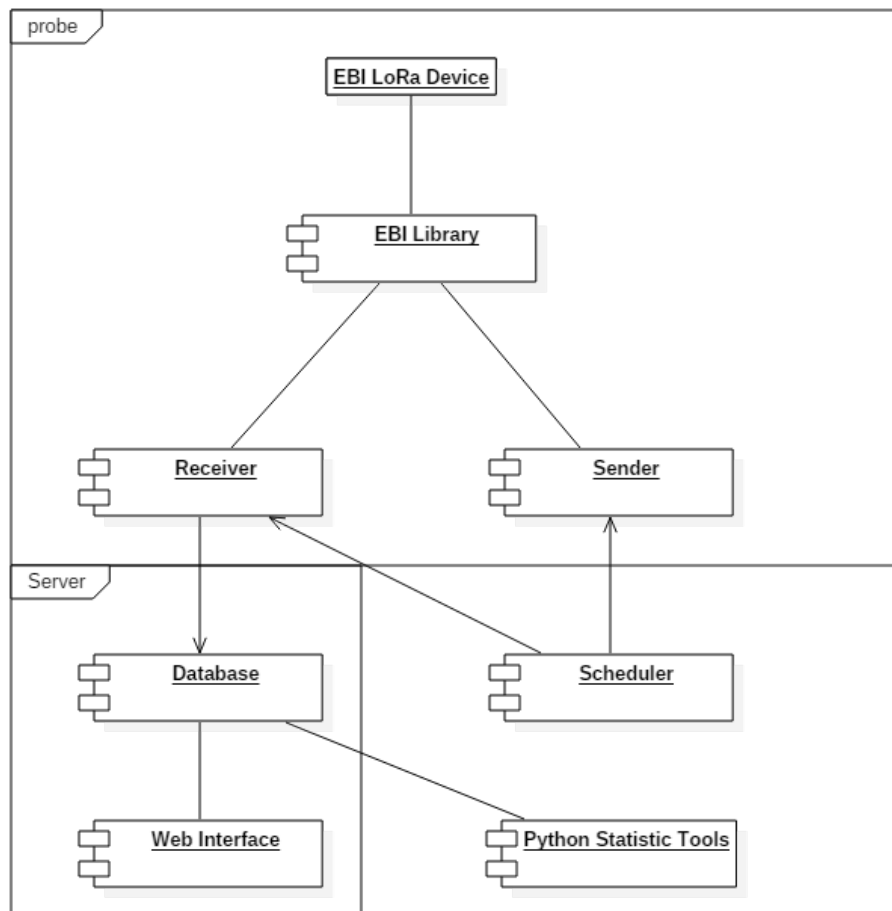 probe
EBI LoRa Device
EBI Library
Receiver
Sender
Server
Database
Scheduler
Web Interface
Python Statistic Tools